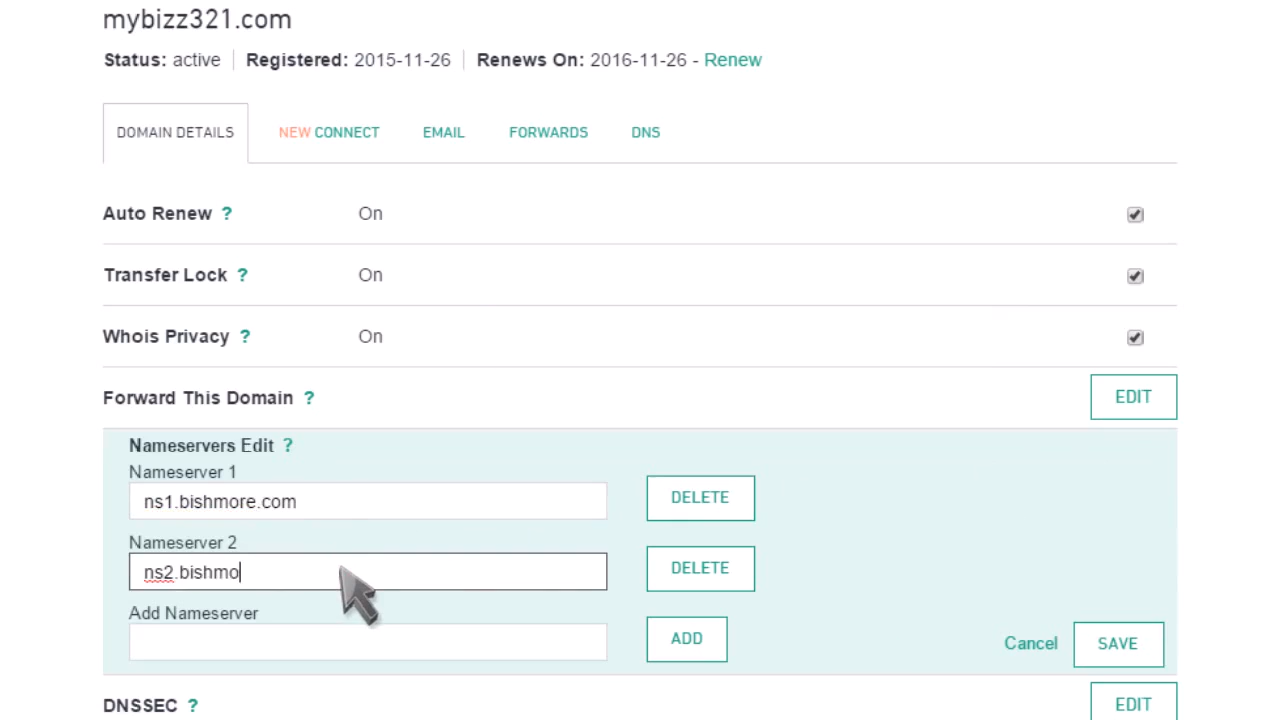 mybizz321.com
Status: active Registered: 2015-11-26 Renews On: 2016-11-26 - Renew
DOMAIN DETAILS NEW CONNECT EMAIL FORWARDS DNS
Auto Renew ? On
Transfer Lock ? On
Whois Privacy ? On
Forward This Domain ? EDIT
Nameservers Edit ?
Nameserver 1
ns1.bishmore.com DELETE
Nameserver 2
ns2.bishmo DELETE
Add Nameserver
ADD Cancel SAVE
DNSSEC ? EDIT